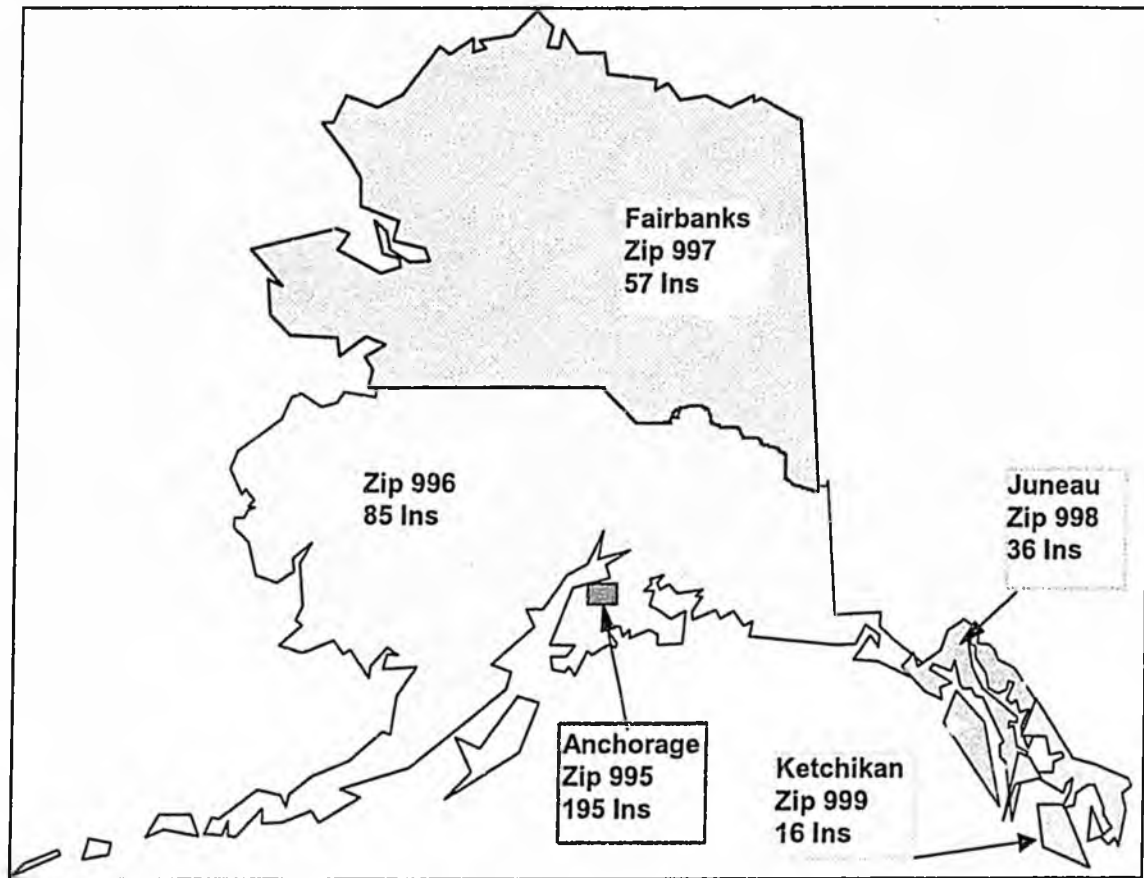 Fairbanks
Zip 997
57 Ins
Zip 996
85 Ins
Juneau
Zip 998
36 Ins
Anchorage
Zip 995
195 Ins
Ketchikan
Zip 999
16 Ins